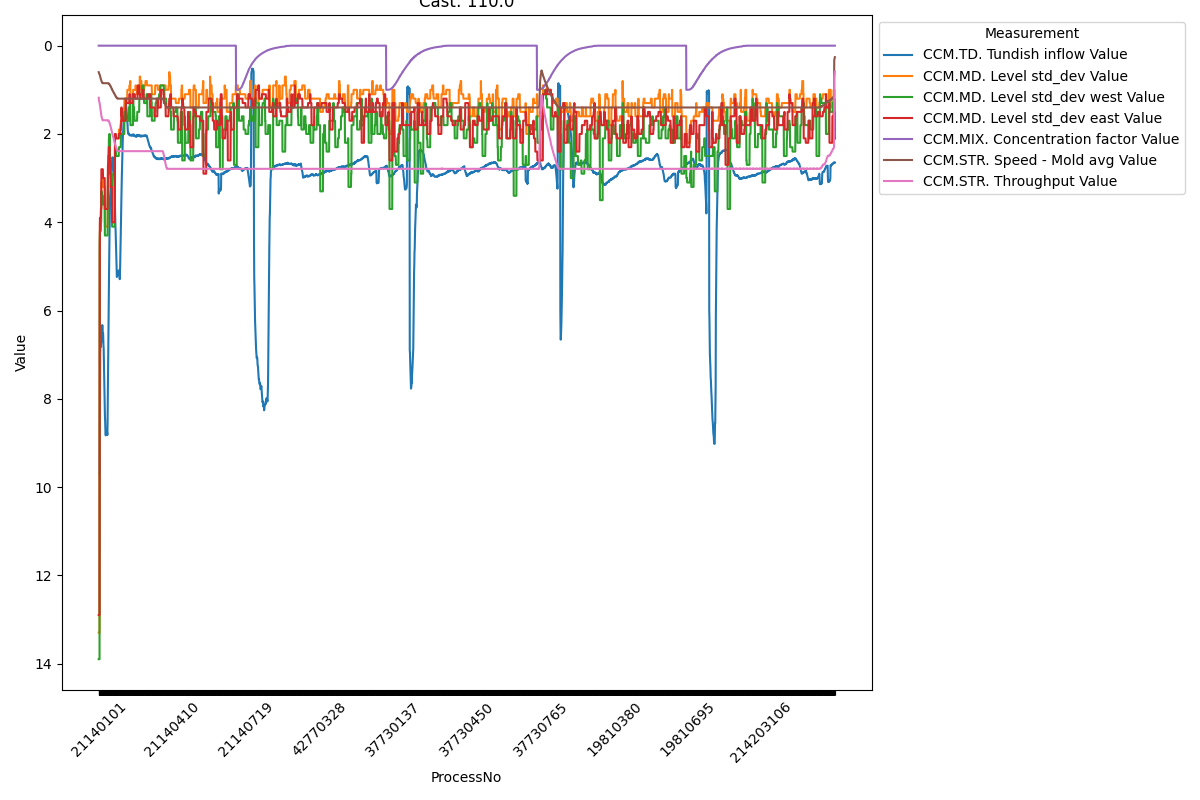 Cast: 110.0
Measurement
CCM.TD. Tundish inflow Value
CCM.MD. Level std_dev Value
CCM.MD. Level std_dev west Value
CCM.MD. Level std_dev east Value
CCM.MIX. Concentration factor Value
CCM.STR. Speed - Mold avg Value
CCM.STR. Throughput Value
Value
0
2
4
6
8
10
12
14
21140101
21140410
21140719
42770328
37730137
37730450
37730765
19810380
19810695
214203106
ProcessNo